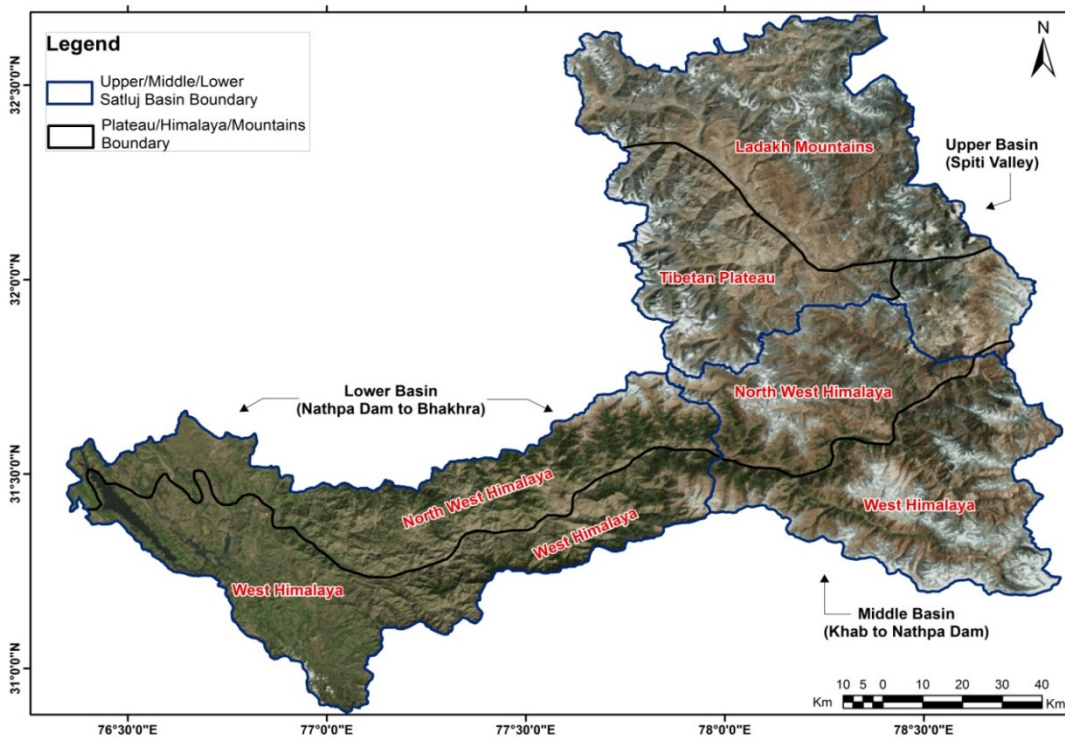 Legend
Upper/Middle/Lower
Satluj Basin Boundary
Plateau/Himalaya/Mountains
Boundary
N
32°30'0"N
32°0'0"N
31°30'0"N
31°0'0"N
Ladakh Mountains
Upper Basin
(Spiti Valley)
Tibetan Plateau
Lower Basin
(Nathpa Dam to Bhakhra)
North West Himalaya
North West Himalaya
West Himalaya
West Himalaya
West Himalaya
Middle Basin
(Khab to Nathpa Dam)
10 5 0 10 20 30 40
Km Km
76°30'0"E
77°0'0"E
77°30'0"E
78°0'0"E
78°30'0"E